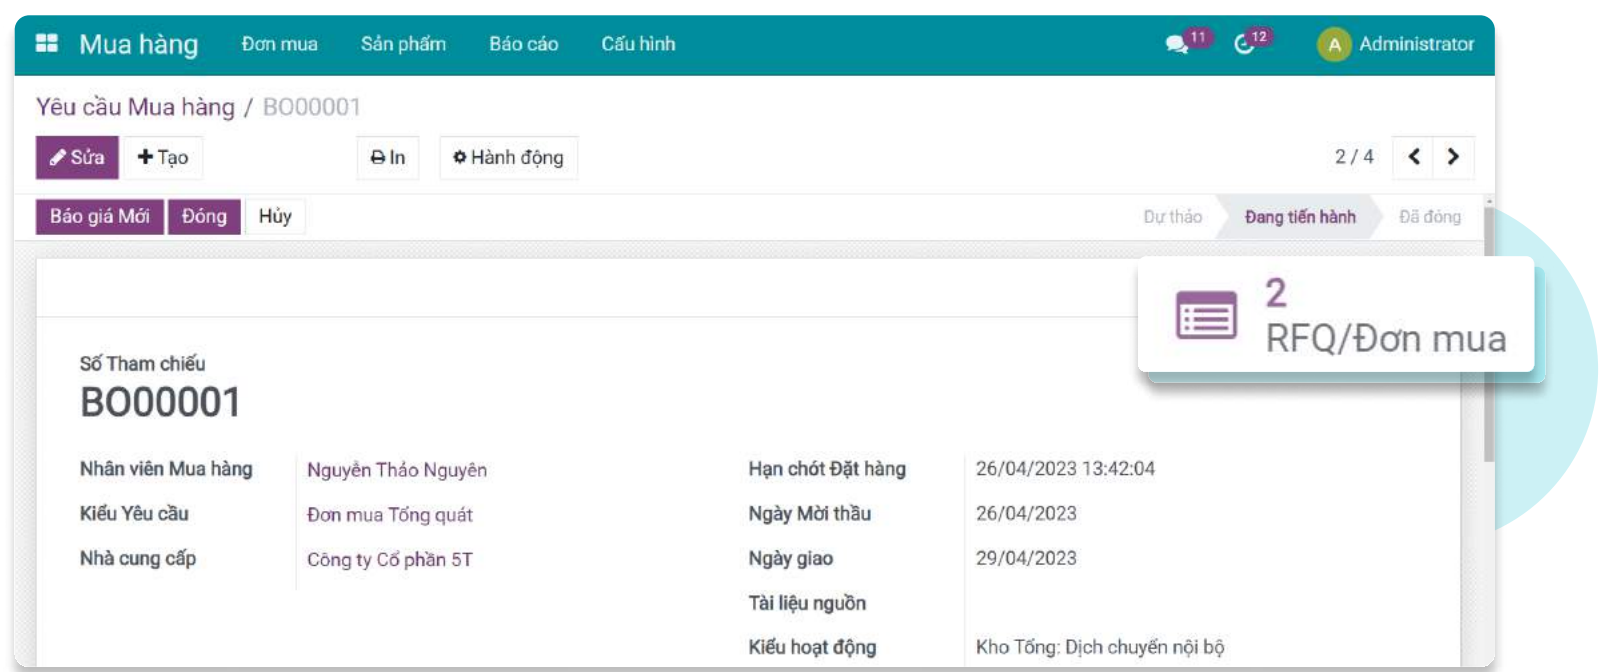 Mua hàng Đơn mua Sản phẩm Báo cáo Cấu hình 11 12 A Administrator
Yêu cầu Mua hàng / BO00001
Sửa Tạo In Hành động 2 / 4
Báo giá Mới Đóng Hủy Dự thảo Đang tiến hành Đã đóng
2
RFQ/Đơn mua
Số Tham chiếu
BO00001
Nhân viên Mua hàng Nguyễn Thảo Nguyên Hạn chót Đặt hàng 26/04/2023 13:42:04
Kiểu Yêu cầu Đơn mua Tổng quát Ngày Mời thầu 26/04/2023
Nhà cung cấp Công ty Cổ phần 5T Ngày giao 29/04/2023
Tài liệu nguồn
Kiểu hoạt động Kho Tổng: Dịch chuyển nội bộ